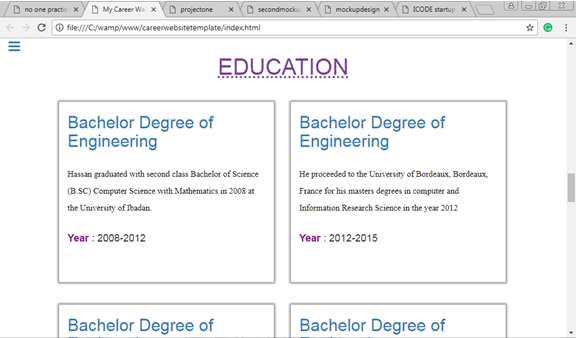 no one practi
My Career We
projectone
secondmocku
mockupdesign
ICODE startup
file:///C:/wamp/www/careerwebsitetemplate/index.html
EDUCATION
Bachelor Degree of
Engineering
Hassan graduated with second class Bachelor of Science
(B.SC) Computer Science with Mathematics in 2008 at
the University of Ibadan.
Year : 2008-2012
Bachelor Degree of
Engineering
He proceeded to the University of Bordeaux, Bordeaux,
France for his masters degrees in computer and
Information Research Science in the year 2012
Year : 2012-2015
Bachelor Degree of
Bachelor Degree of